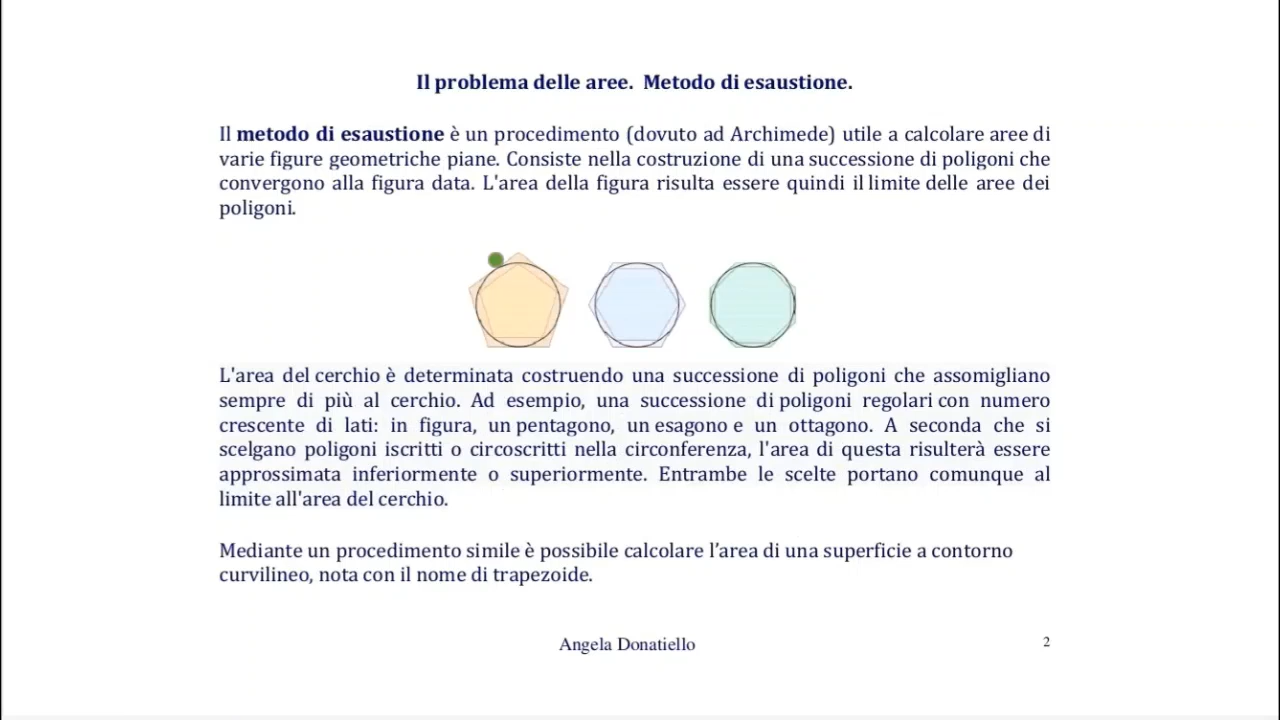 Il problema delle aree. Metodo di esaustione.
Il metodo di esaustione è un procedimento (dovuto ad Archimede) utile a calcolare aree di
varie figure geometriche piane. Consiste nella costruzione di una successione di poligoni che
convergono alla figura data. L'area della figura risulta essere quindi il limite delle aree dei
poligoni.
L'area del cerchio è determinata costruendo una successione di poligoni che assomigliano
sempre di più al cerchio. Ad esempio, una successione di poligoni regolari con numero
crescente di lati: in figura, un pentagono, un esagono e un ottagono. A seconda che si
scelgano poligoni iscritti o circoscritti nella circonferenza, l'area di questa risulterà essere
approssimata inferiormente o superiormente. Entrambe le scelte portano comunque al
limite all'area del cerchio.
Mediante un procedimento simile è possibile calcolare l’area di una superficie a contorno
curvilineo, nota con il nome di trapezoide.
Angela Donatiello
2